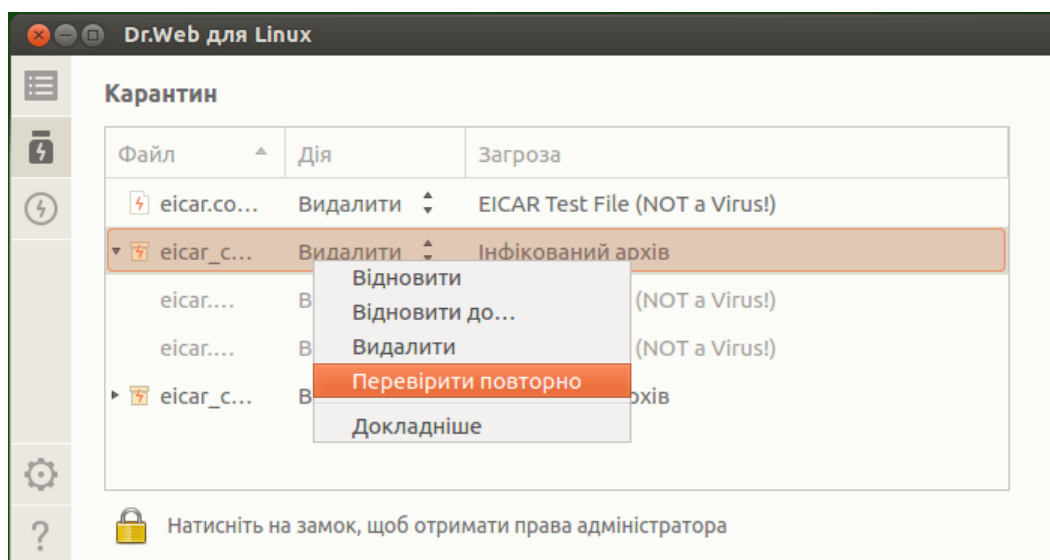 Dr.Web для Linux
Карантин
Файл Дія Загроза
eicar.co... Видалити EICAR Test File (NOT a Virus!)
eicar_c... Видалити Інфікований архів
Відновити
eicar.... В (NOT a Virus!)
Відновити до...
eicar.... В Видалити (NOT a Virus!)
Перевірити повторно
eicar_c... В рхів
Докладніше
Натисніть на замок, щоб отримати права адміністратора
?